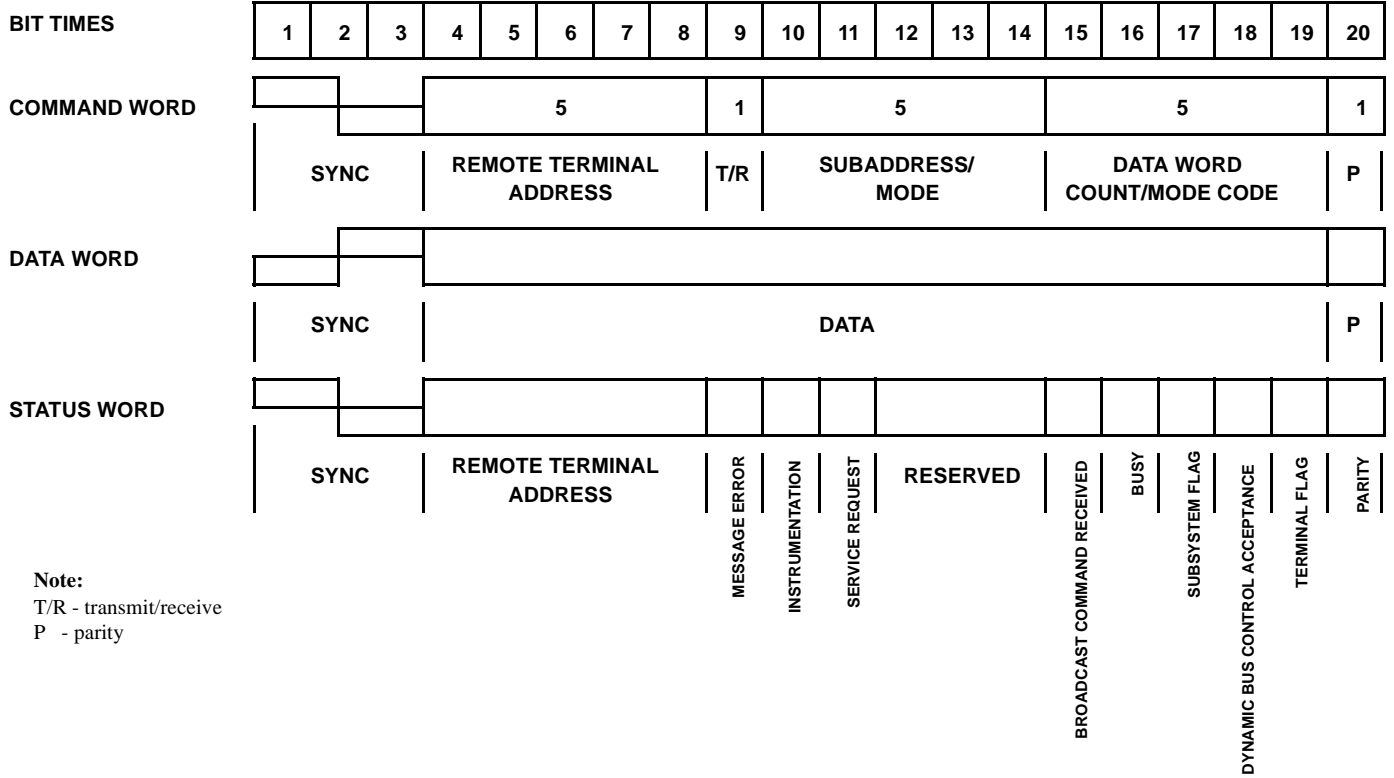 BIT TIMES 1 2 3 4 5 6 7 8 9 10 11 12 13 14 15 16 17 18 19 20
COMMAND WORD 5 1 5 5 1
SYNC
REMOTE TERMINAL
ADDRESS
T/R
SUBADDRESS/
MODE
DATA WORD
COUNT/MODE CODE
P
DATA WORD
SYNC DATA P
STATUS WORD
SYNC
REMOTE TERMINAL
ADDRESS
MESSAGE ERROR
INSTRUMENTATION
SERVICE REQUEST
RESERVED
BROADCAST COMMAND RECEIVED
BUSY
SUBSYSTEM FLAG
DYNAMIC BUS CONTROL ACCEPTANCE
TERMINAL FLAG
PARITY
Note:
T/R - transmit/receive
P - parity